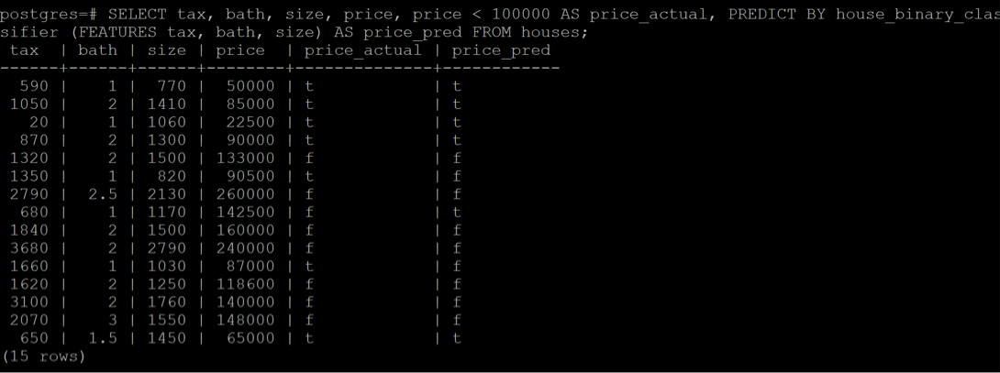 postgres=# SELECT tax, bath, size, price, price < 100000 AS price_actual, PREDICT BY house_binary_clas
sifier (FEATURES tax, bath, size) AS price_pred FROM houses;
 tax  | bath | size | price  | price_actual | price_pred
------+------+------+--------+--------------+------------
  590 |    1 |  770 |  50000 | t            | t
 1050 |    2 | 1410 |  85000 | t            | t
   20 |    1 | 1060 |  22500 | t            | t
  870 |    2 | 1300 |  90000 | t            | t
 1320 |    2 | 1500 | 133000 | f            | f
 1350 |    1 |  820 |  90500 | t            | f
 2790 |  2.5 | 2130 | 260000 | f            | f
  680 |    1 | 1170 | 142500 | f            | t
 1840 |    2 | 1500 | 160000 | f            | f
 3680 |    2 | 2790 | 240000 | f            | f
 1660 |    1 | 1030 |  87000 | t            | f
 1620 |    2 | 1250 | 118600 | f            | f
 3100 |    2 | 1760 | 140000 | f            | f
 2070 |    3 | 1550 | 148000 | f            | f
  650 |  1.5 | 1450 |  65000 | t            | t
(15 rows)